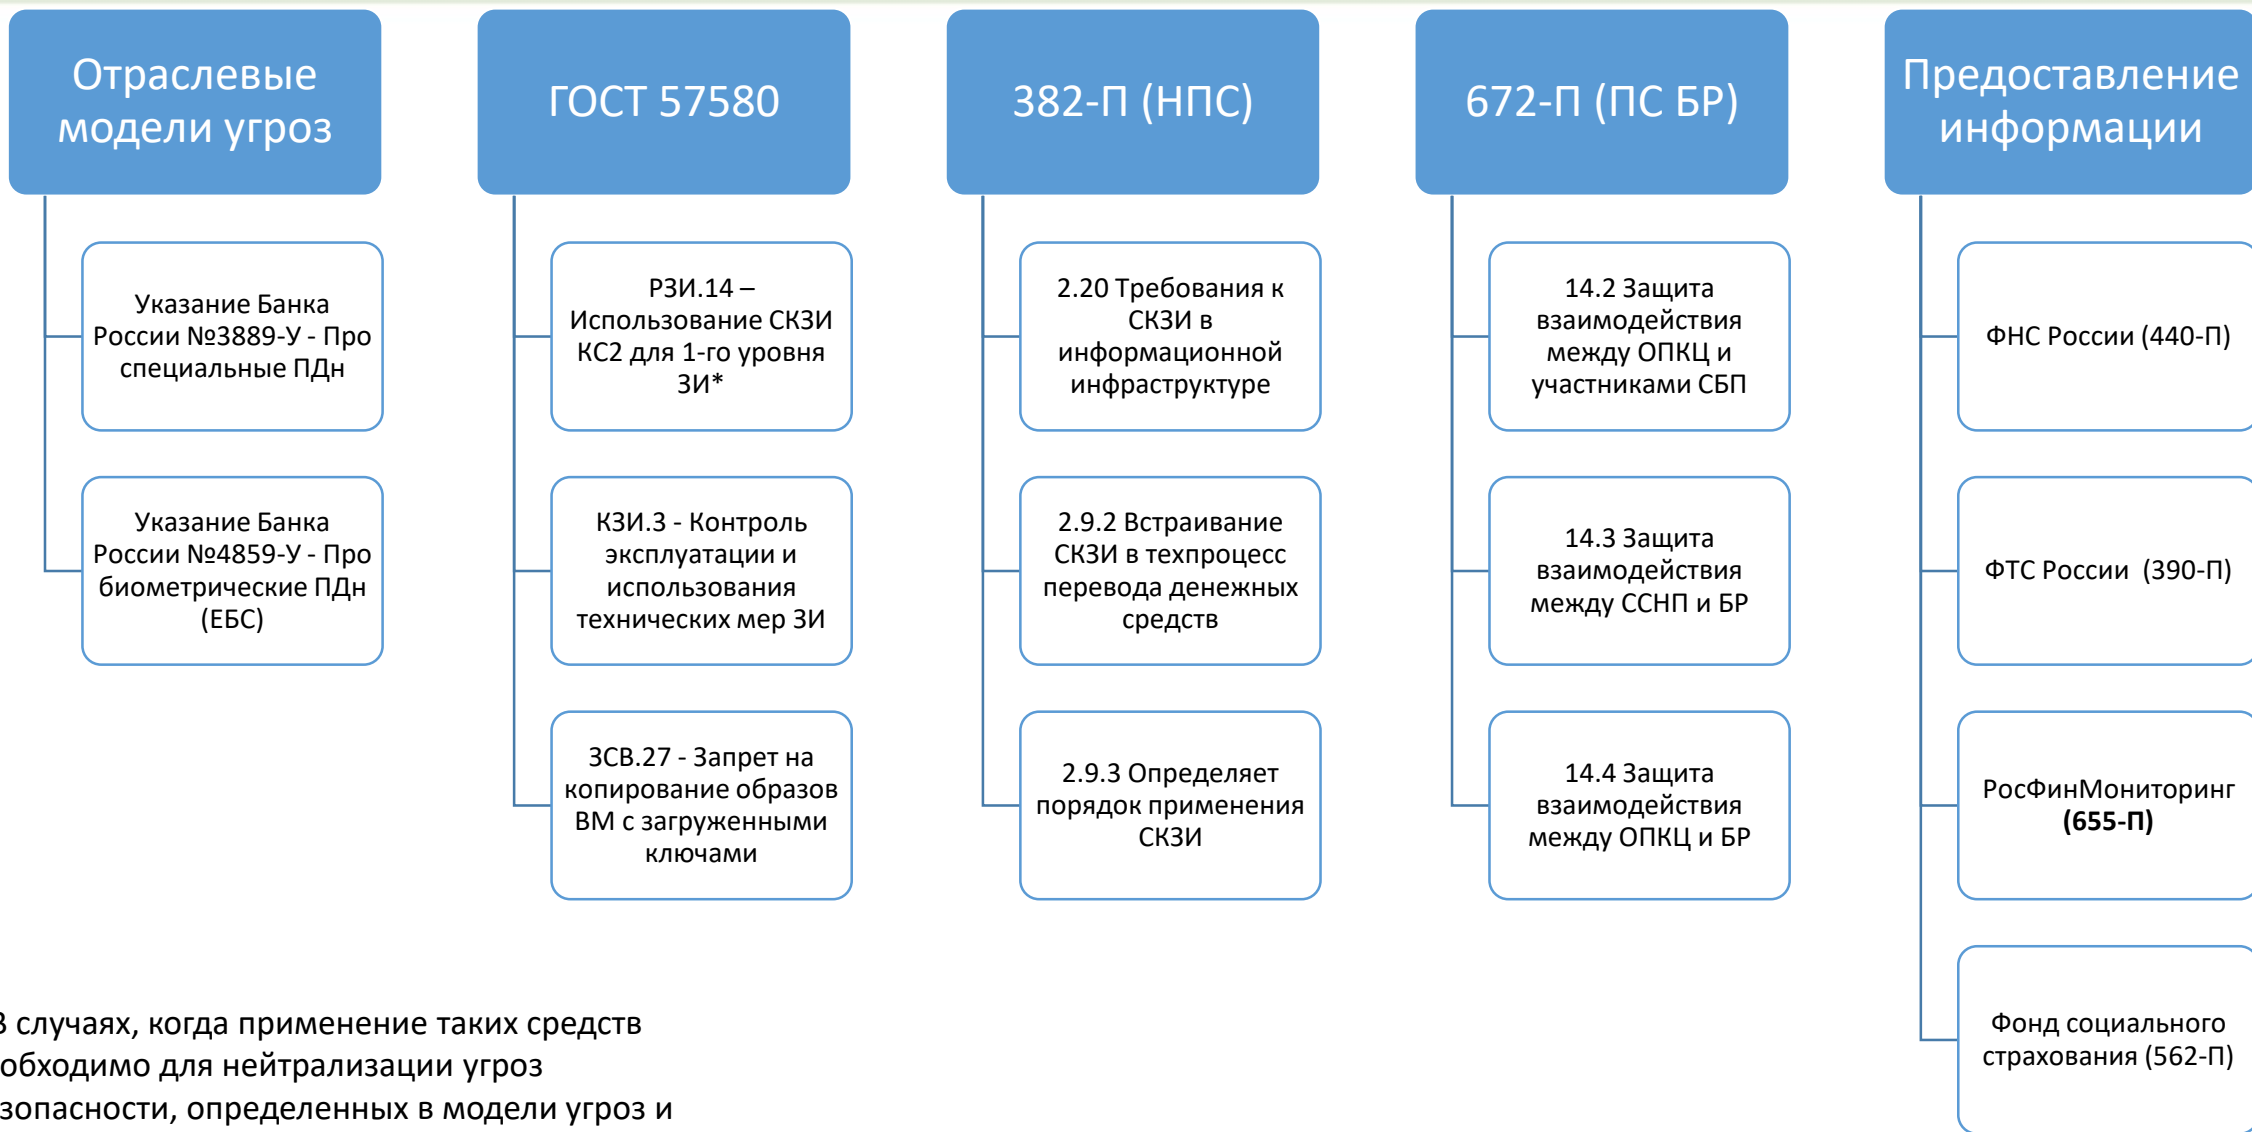 Отраслевые
модели угроз
Указание Банка
России №3889-У - Про
специальные ПДн
Указание Банка
России №4859-У - Про
биометрические ПДн
(ЕБС)
ГОСТ 57580
РЗИ.14 –
Использование СКЗИ
КС2 для 1-го уровня
ЗИ*
КЗИ.3 - Контроль
эксплуатации и
использования
технических мер ЗИ
ЗСВ.27 - Запрет на
копирование образов
ВМ с загруженными
ключами
382-П (НПС)
2.20 Требования к
СКЗИ в
информационной
инфраструктуре
2.9.2 Встраивание
СКЗИ в техпроцесс
перевода денежных
средств
2.9.3 Определяет
порядок применения
СКЗИ
672-П (ПС БР)
14.2 Защита
взаимодействия
между ОПКЦ и
участниками СБП
14.3 Защита
взаимодействия
между ССНП и БР
14.4 Защита
взаимодействия
между ОПКЦ и БР
Предоставление
информации
ФНС России (440-П)
ФТС России (390-П)
РосФинМониторинг
(655-П)
Фонд социального
страхования (562-П)
случаях, когда применение таких средств
обходимо для нейтрализации угроз
зопасности, определенных в модели угроз и